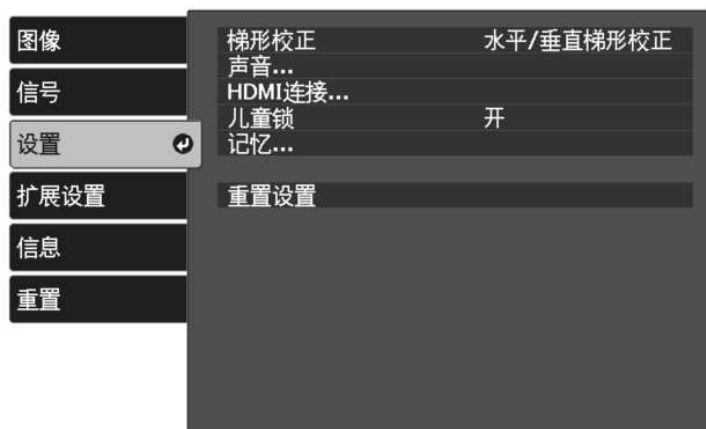 图像
信号
设置
扩展设置
信息
重置
梯形校正 水平/垂直梯形校正
声音...
HDMI连接...
儿童锁 开
记忆...
重置设置